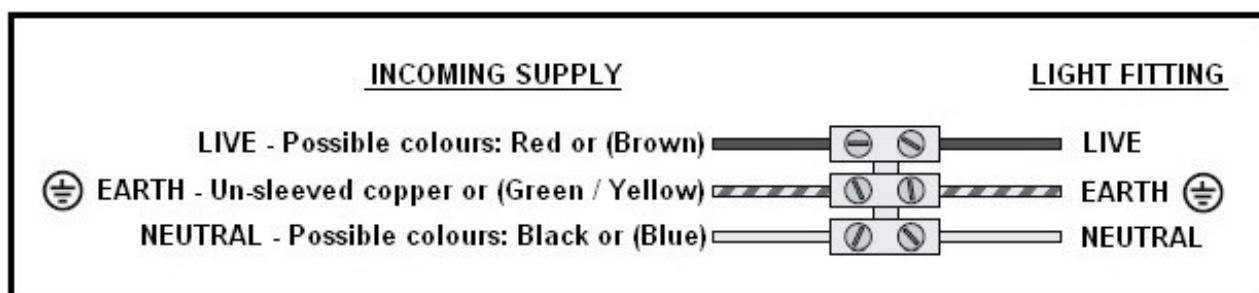 INCOMING SUPPLY LIGHT FITTING
LIVE - Possible colours: Red or (Brown) LIVE
EARTH - Un-sleeved copper or (Green / Yellow) EARTH
NEUTRAL - Possible colours: Black or (Blue) NEUTRAL